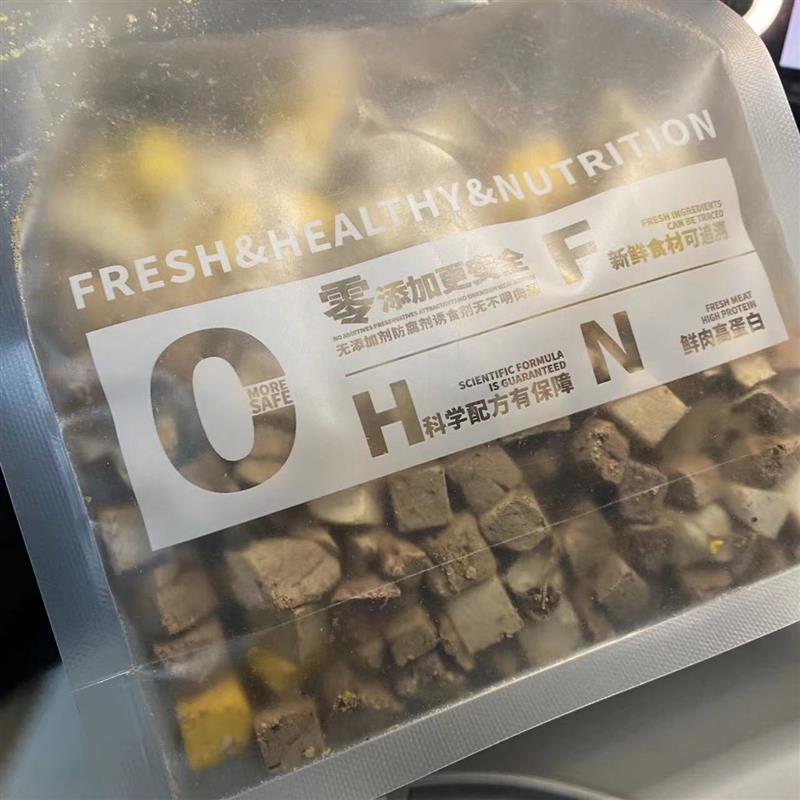 FRESH&HEALTHY&NUTRITION
0
MORE
SAFE
零添加更安全
无添加剂防腐剂诱食剂无不明肉源
F
FRESH INGREDIENTS
CAN BE TRACED
新鲜食材可追溯
H
SCIENTIFIC FORMULA
IS GUARANTEED
科学配方有保障
N
FRESH MEAT
HIGH PROTEIN
鲜肉高蛋白